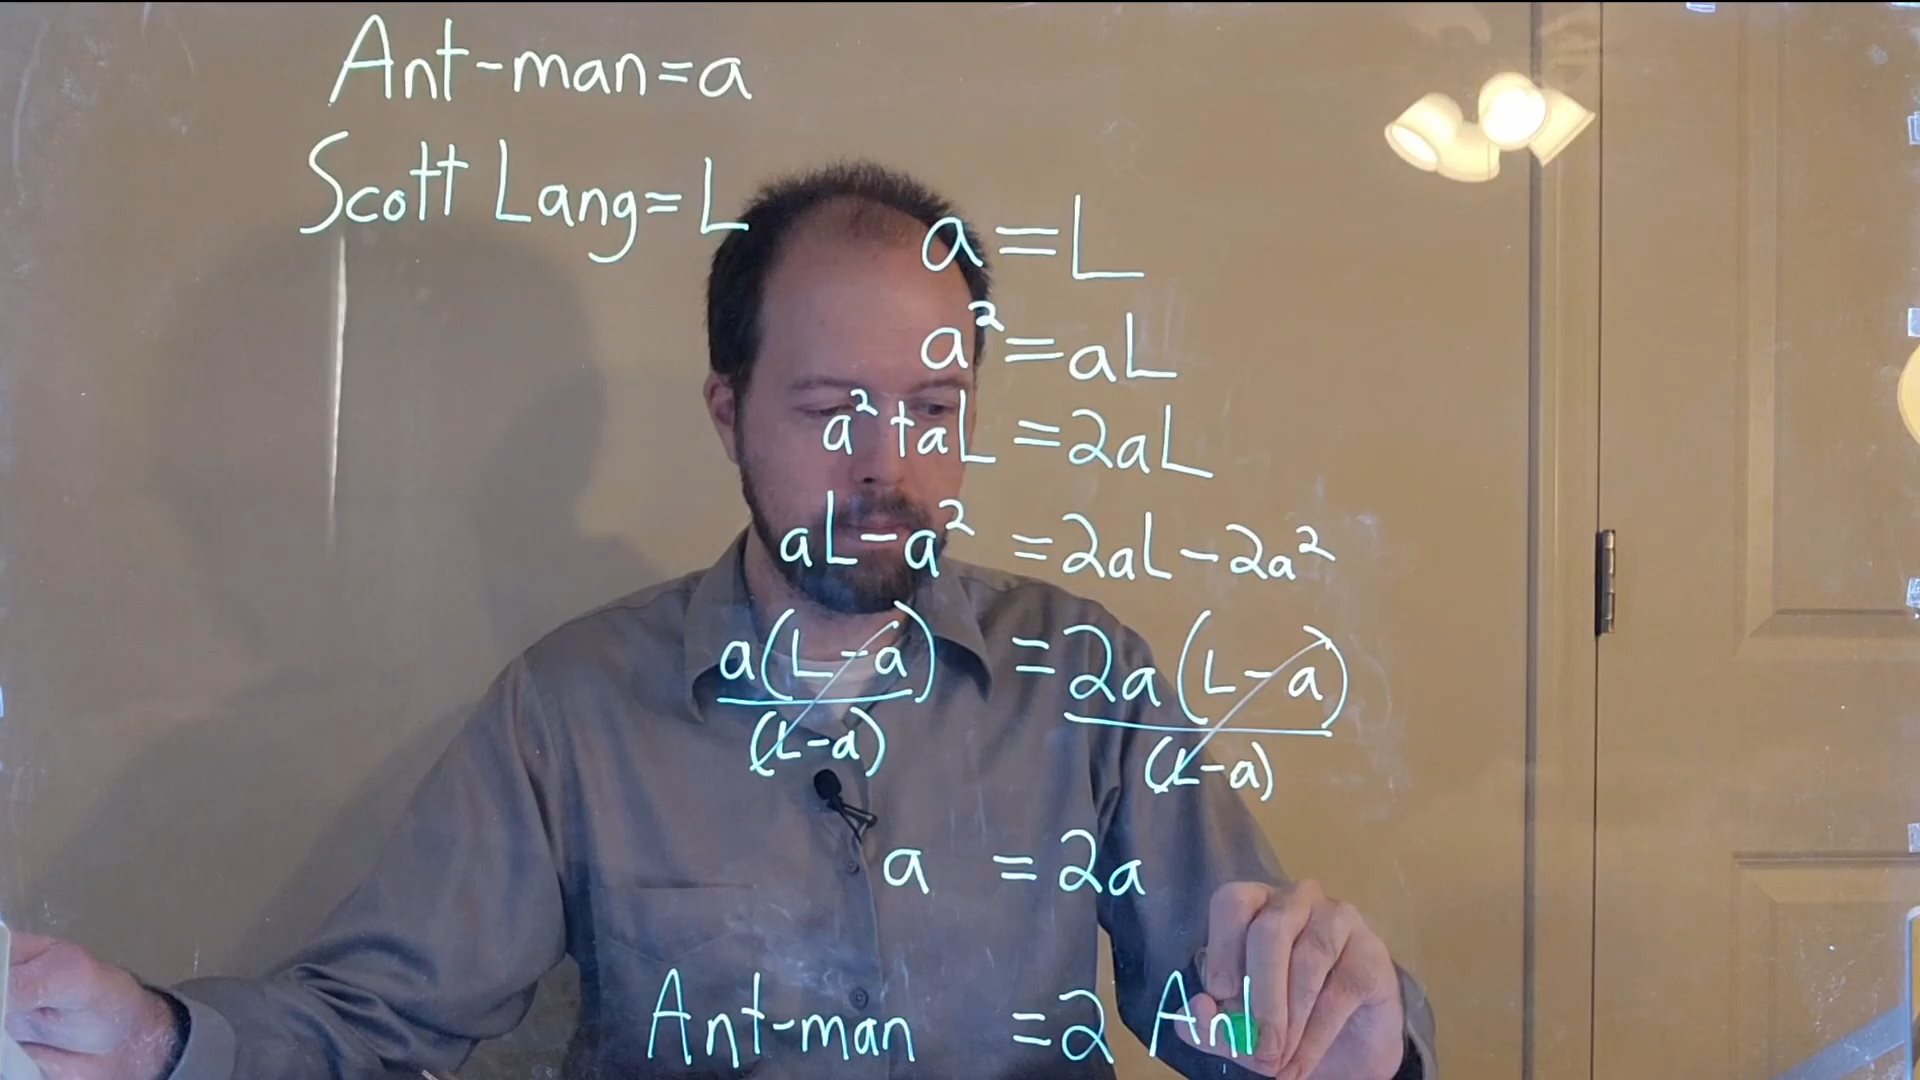 Ant-man=a
Scott Lang=L
a=L
a²=aL
a²+aL=2aL
aL-a²=2aL-2a²
a(L-a)=2a(L-a)
(L-a) (L-a)
a=2a
Ant-man=2 Ant